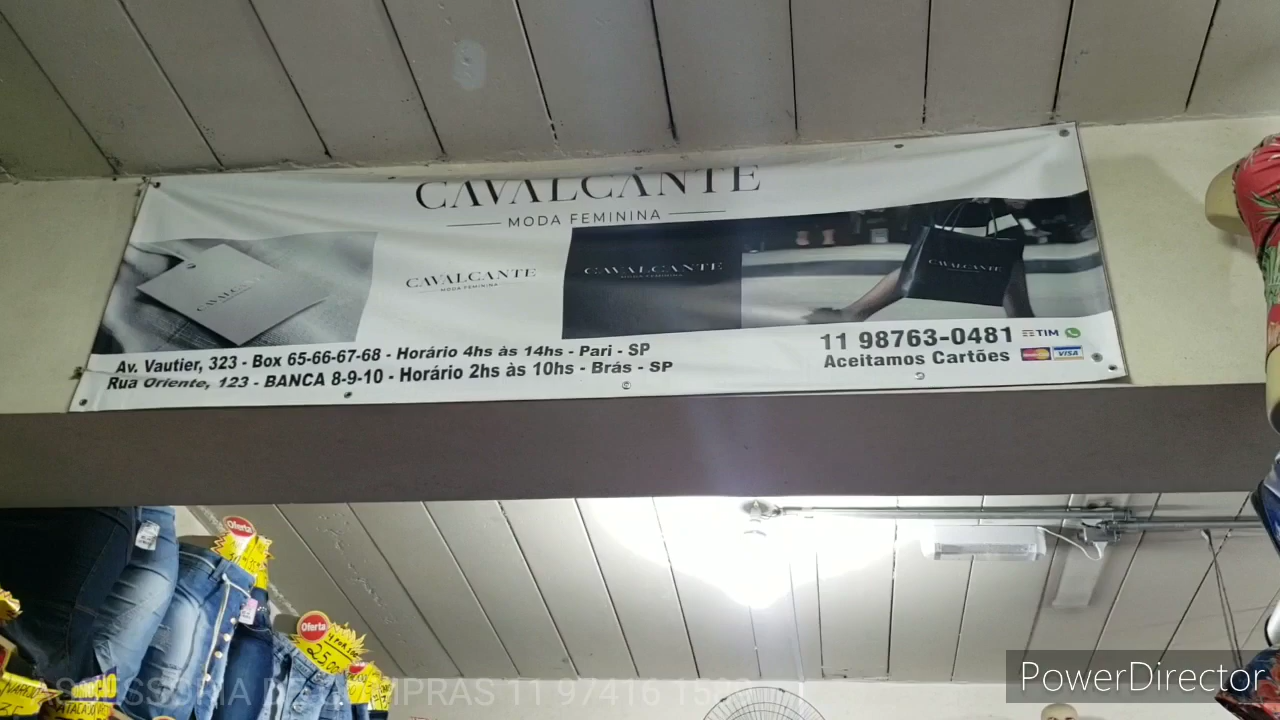 CAVALCANTE
MODA FEMININA
CAVALCANTE
CAVALCANTE
MODA FEMININA
CAVALCANTE
MODA FEMININA
CAVALCANTE
Av. Vautier, 323 - Box 65-66-67-68 - Horário 4hs às 14hs - Pari - SP
Rua Oriente, 123 - BANCA 8-9-10 - Horário 2hs às 10hs - Brás - SP
11 98763-0481 TIM
Aceitamos Cartões VISA
Oferta
Oferta
PowerDirector